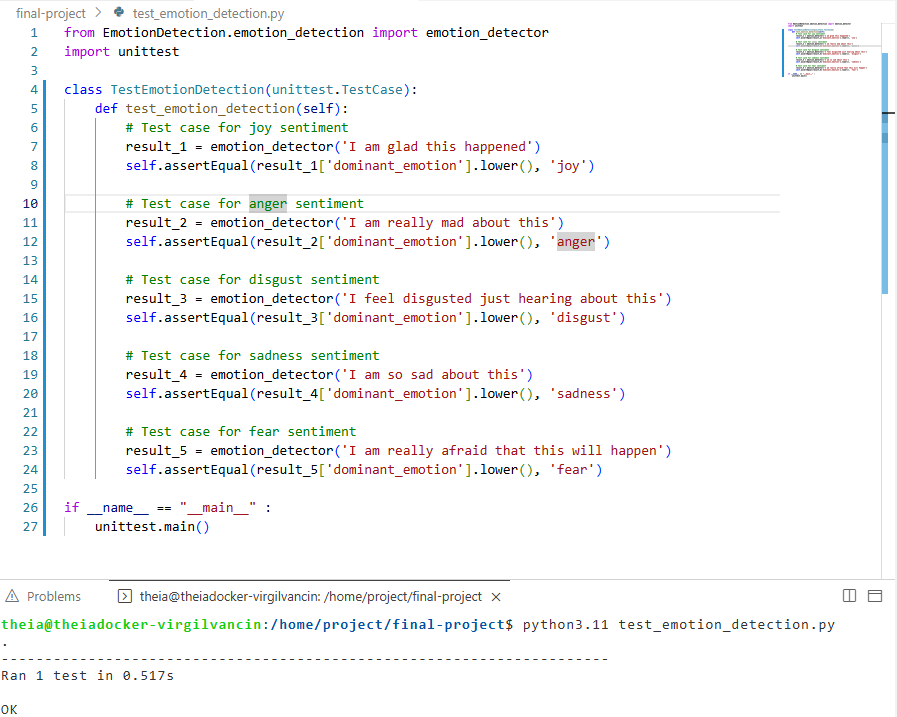 final-project > test_emotion_detection.py
1 from EmotionDetection.emotion_detection import emotion_detector
2 import unittest
3
4 class TestEmotionDetection(unittest.TestCase):
5     def test_emotion_detection(self):
6         # Test case for joy sentiment
7         result_1 = emotion_detector('I am glad this happened')
8         self.assertEqual(result_1['dominant_emotion'].lower(), 'joy')
9
10         # Test case for anger sentiment
11         result_2 = emotion_detector('I am really mad about this')
12         self.assertEqual(result_2['dominant_emotion'].lower(), 'anger')
13
14         # Test case for disgust sentiment
15         result_3 = emotion_detector('I feel disgusted just hearing about this')
16         self.assertEqual(result_3['dominant_emotion'].lower(), 'disgust')
17
18         # Test case for sadness sentiment
19         result_4 = emotion_detector('I am so sad about this')
20         self.assertEqual(result_4['dominant_emotion'].lower(), 'sadness')
21
22         # Test case for fear sentiment
23         result_5 = emotion_detector('I am really afraid that this will happen')
24         self.assertEqual(result_5['dominant_emotion'].lower(), 'fear')
25
26 if __name__ == "__main__" :
27     unittest.main()
Problems theia@theiadocker-virgilvancin: /home/project/final-project ×
theia@theiadocker-virgilvancin:/home/project/final-project$ python3.11 test_emotion_detection.py
.
----------------------------------------------------------------------
Ran 1 test in 0.517s

OK